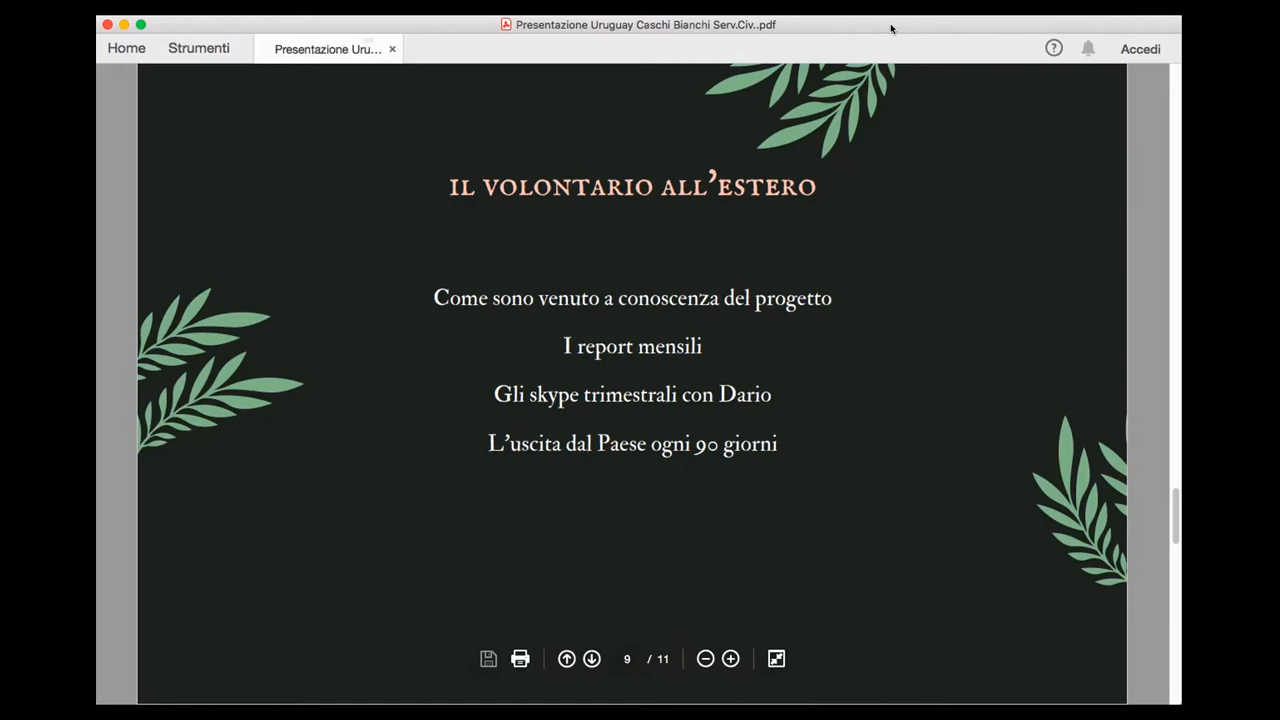 Presentazione Uruguay Caschi Bianchi Serv.Civ..pdf
Home Strumenti Presentazione Uru... × ? Accedi
IL VOLONTARIO ALL'ESTERO
Come sono venuto a conoscenza del progetto
I report mensili
Gli skype trimestrali con Dario
L'uscita dal Paese ogni 90 giorni
9 / 11